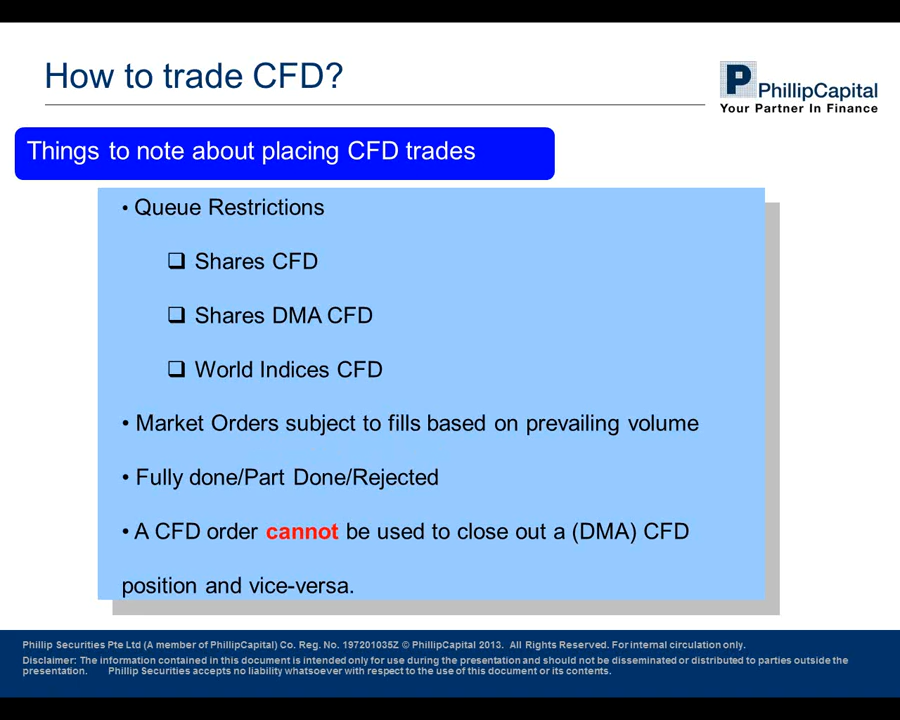 How to trade CFD?
P
PhillipCapital
Your Partner In Finance
Things to note about placing CFD trades
• Queue Restrictions
❑ Shares CFD
❑ Shares DMA CFD
❑ World Indices CFD
• Market Orders subject to fills based on prevailing volume
• Fully done/Part Done/Rejected
• A CFD order cannot be used to close out a (DMA) CFD
position and vice-versa.
Phillip Securities Pte Ltd (A member of PhillipCapital) Co. Reg. No. 197201035Z © PhillipCapital 2013. All Rights Reserved. For internal circulation only.
Disclaimer: The information contained in this document is intended only for use during the presentation and should not be disseminated or distributed to parties outside the
presentation. Phillip Securities accepts no liability whatsoever with respect to the use of this document or its contents.